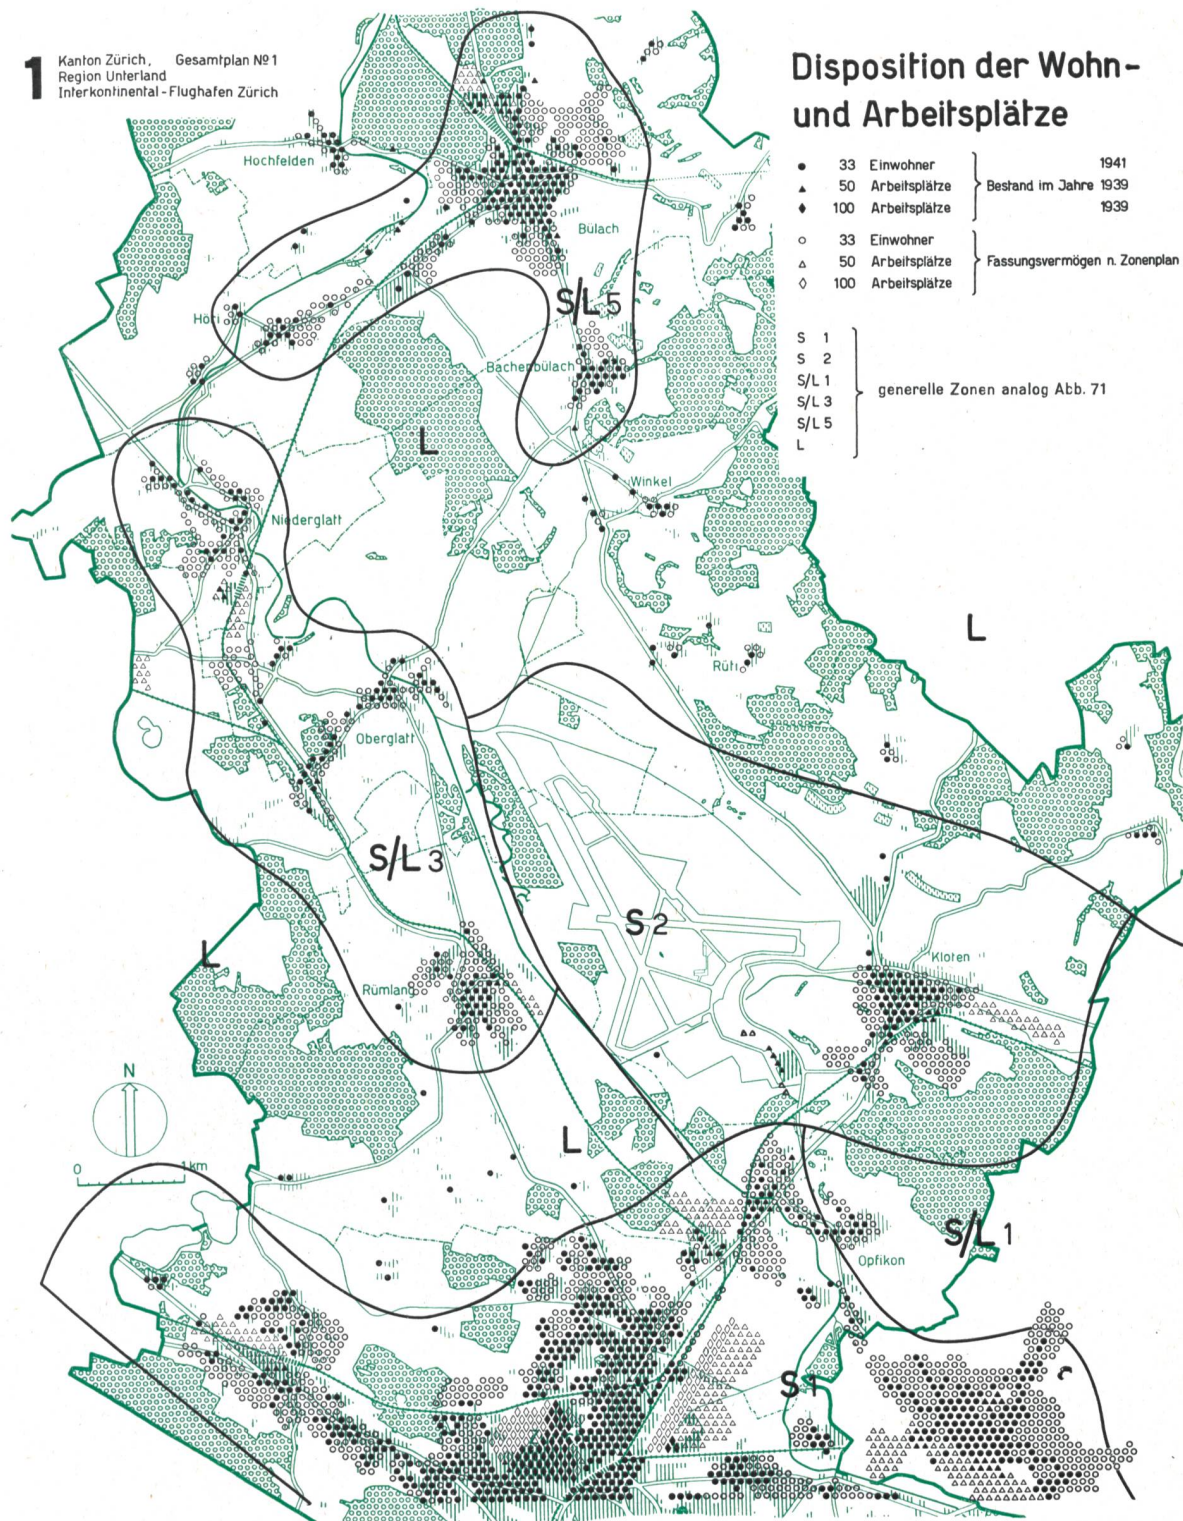 1
Kanton Zürich, Gesamtplan Nº 1
Region Unterland
Interkontinental-Flughafen Zürich
Disposition der Wohn-
und Arbeitsplätze
33 Einwohner 1941
50 Arbeitsplätze Bestand im Jahre 1939
100 Arbeitsplätze 1939
33 Einwohner
50 Arbeitsplätze Fassungsvermögen n. Zonenplan
100 Arbeitsplätze
S 1
S 2
S/L 1
S/L 3 generelle Zonen analog Abb. 71
S/L 5
L
Hochfelden
Bülach
S/L 5
Höri
Bachenbülach
L
Winkel
Niederglatt
L
Rüti
Oberglatt
S/L 3
S 2
L
Kloten
Rümlang
N
L
0 1 km
S/L 1
Opfikon
S 1